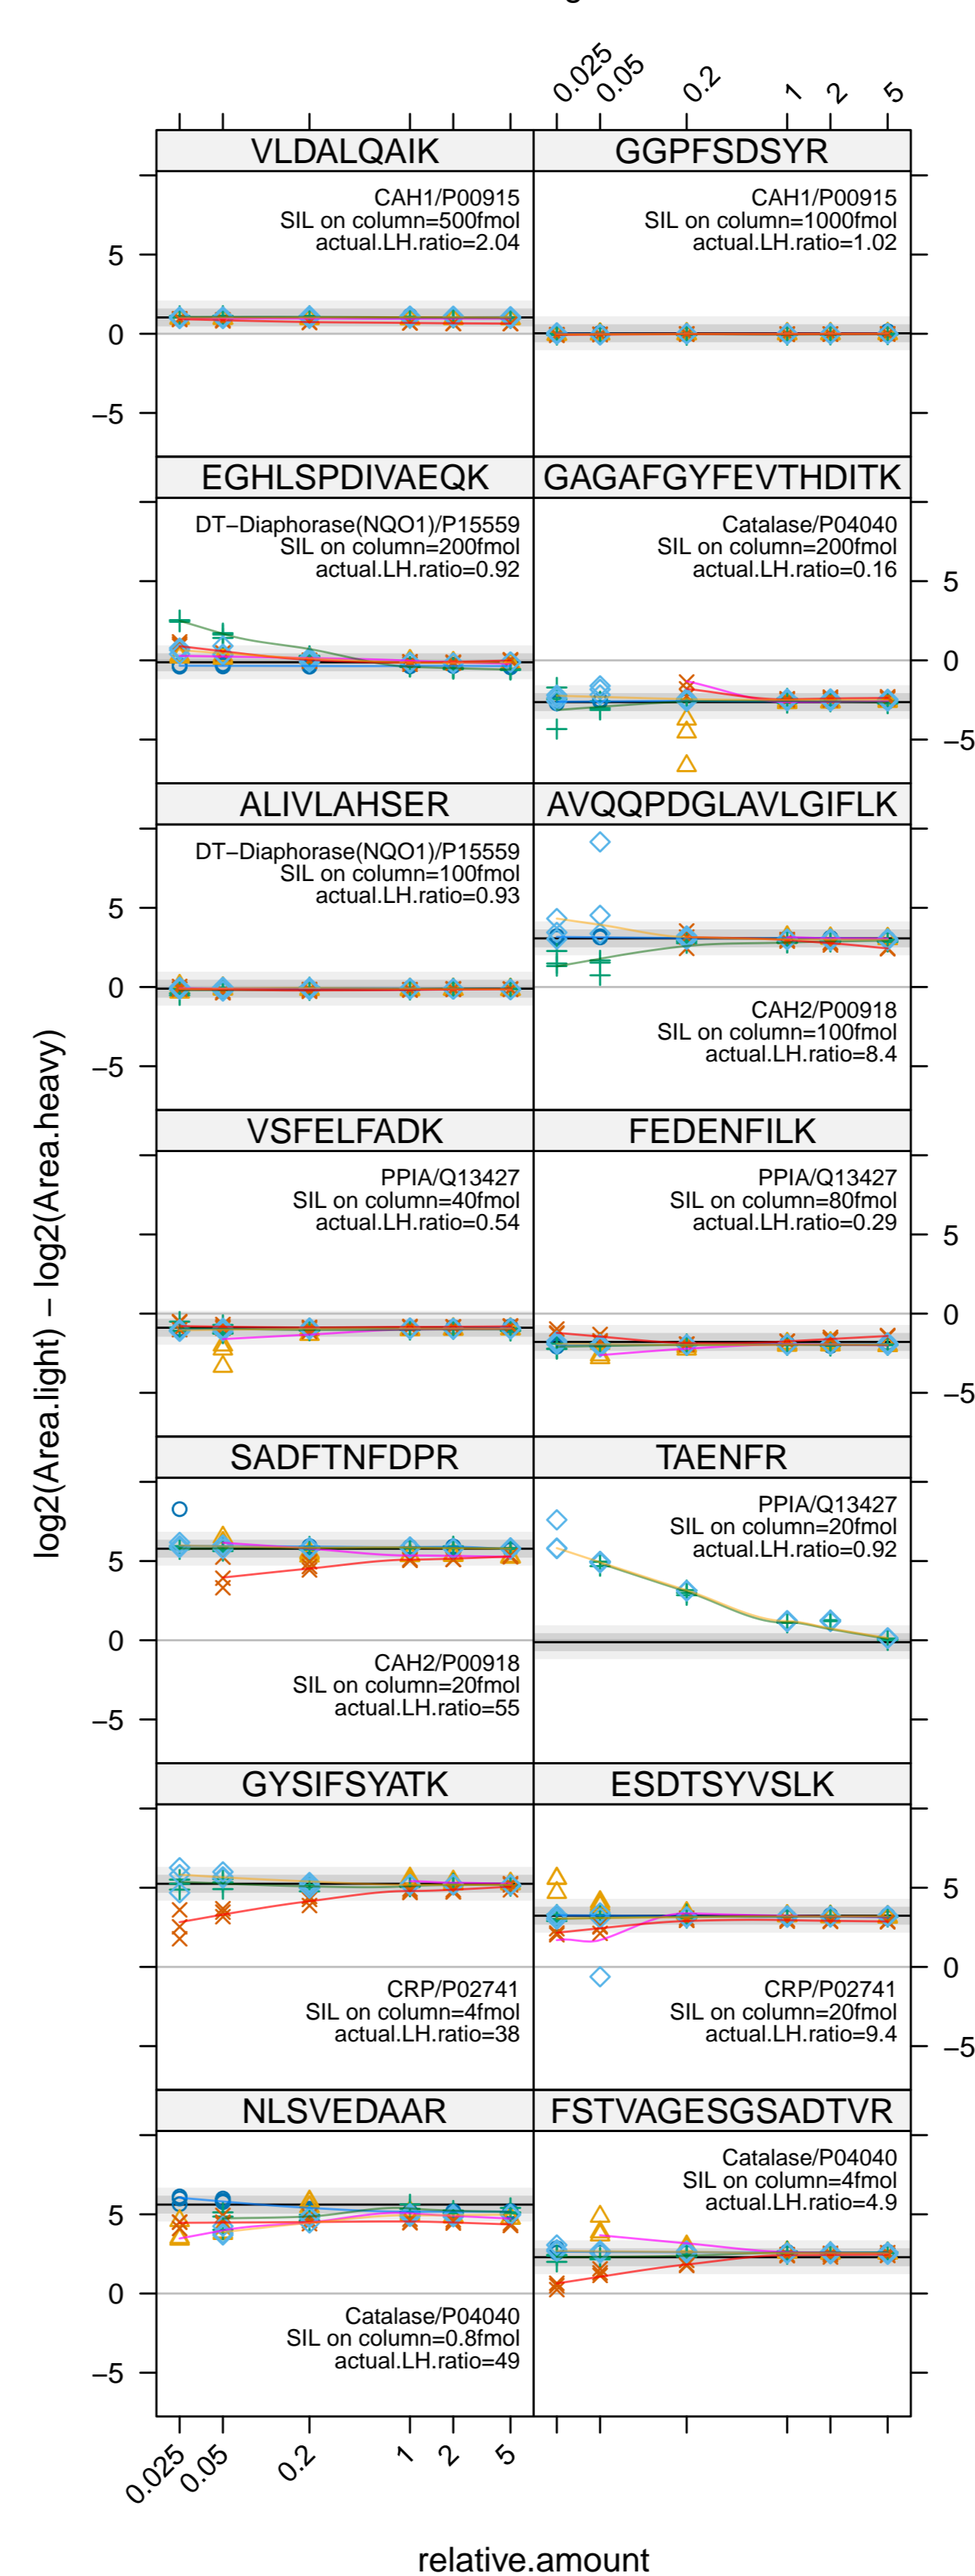 0.025 0.05 0.2 1 2 5
VLDALQAIK GGPFSDSYR
CAH1/P00915
SIL on column=500fmol
actual.LH.ratio=2.04
CAH1/P00915
SIL on column=1000fmol
actual.LH.ratio=1.02
5
0
−5
EGHLSPDIVAEQK GAGAFGYFEVTHDITK
DT−Diaphorase(NQO1)/P15559
SIL on column=200fmol
actual.LH.ratio=0.92
Catalase/P04040
SIL on column=200fmol
actual.LH.ratio=0.16
5
0
−5
ALIVLAHSER AVQQPDGLAVLGIFLK
DT−Diaphorase(NQO1)/P15559
SIL on column=100fmol
actual.LH.ratio=0.93
CAH2/P00918
SIL on column=100fmol
actual.LH.ratio=8.4
5
0
−5
log2(Area.light) − log2(Area.heavy)
VSFELFADK FEDENFILK
PPIA/Q13427
SIL on column=40fmol
actual.LH.ratio=0.54
PPIA/Q13427
SIL on column=80fmol
actual.LH.ratio=0.29
5
0
−5
SADFTNFDPR TAENFR
CAH2/P00918
SIL on column=20fmol
actual.LH.ratio=55
PPIA/Q13427
SIL on column=20fmol
actual.LH.ratio=0.92
5
0
−5
GYSIFSYATK ESDTSYVSLK
CRP/P02741
SIL on column=4fmol
actual.LH.ratio=38
CRP/P02741
SIL on column=20fmol
actual.LH.ratio=9.4
5
0
−5
NLSVEDAAR FSTVAGESGSADTVR
Catalase/P04040
SIL on column=0.8fmol
actual.LH.ratio=49
Catalase/P04040
SIL on column=4fmol
actual.LH.ratio=4.9
5
0
−5
0.025 0.05 0.2 1 2 5
relative.amount